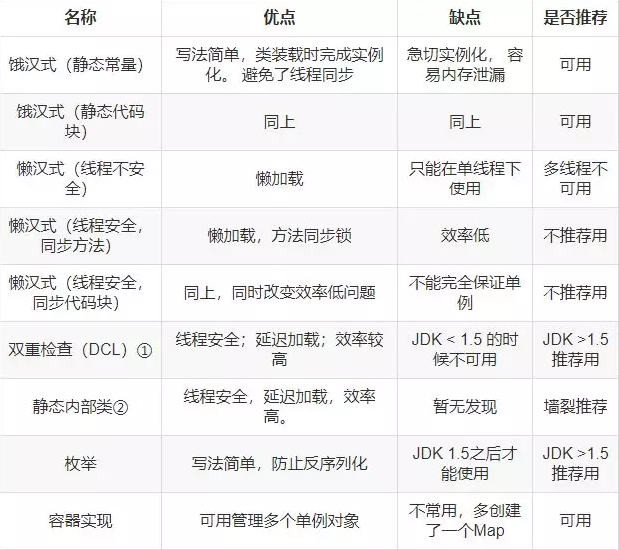 名称 优点 缺点 是否推荐
饿汉式（静态常量） 写法简单，类装载时完成实例化。 避免了线程同步 急切实例化， 容易内存泄漏 可用
饿汉式（静态代码块） 同上 同上 可用
懒汉式（线程不安全） 懒加载 只能在单线程下使用 多线程不可用
懒汉式（线程安全，同步方法） 懒加载，方法同步锁 效率低 不推荐用
懒汉式（线程安全，同步代码块） 同上，同时改变效率低问题 不能完全保证单例 不推荐用
双重检查（DCL）① 线程安全；延迟加载；效率较高 JDK < 1.5 的时候不可用 JDK >1.5 推荐用
静态内部类② 线程安全，延迟加载，效率高。 暂无发现 墙裂推荐
枚举 写法简单，防止反序列化 JDK 1.5之后才能使用 JDK >1.5 推荐用
容器实现 可用管理多个单例对象 不常用，多创建了一个Map 可用